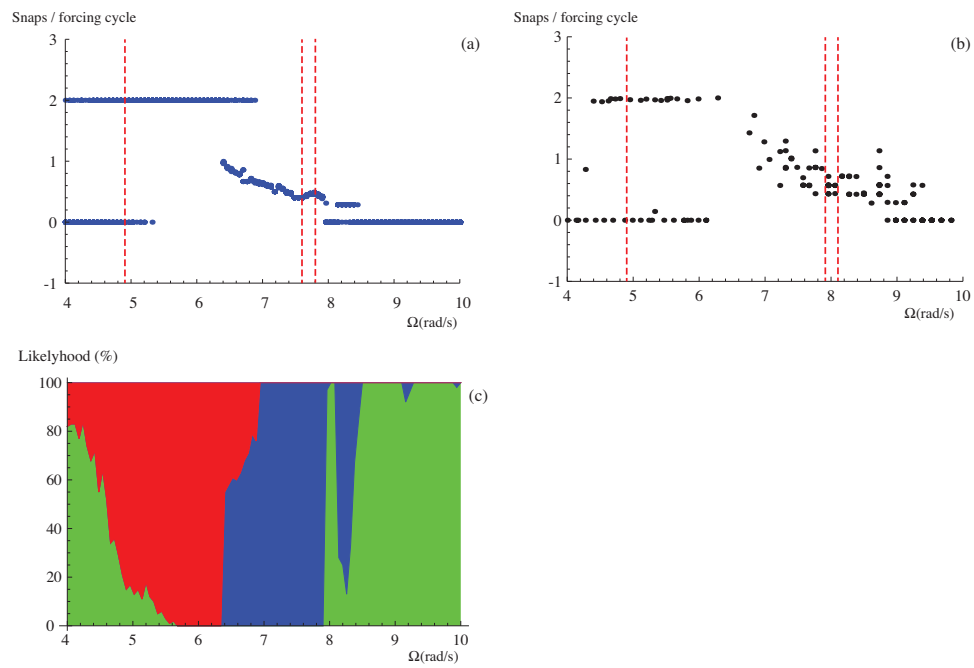 Snaps / forcing cycle
3
(a)
2
1
0
-1
4 5 6 7 8 9 10
Ω(rad/s)
Snaps / forcing cycle
3
(b)
2
1
0
-1
4 5 6 7 8 9 10
Ω(rad/s)
Likelyhood (%)
100
(c)
80
60
40
20
0
4 5 6 7 8 9 10
Ω(rad/s)